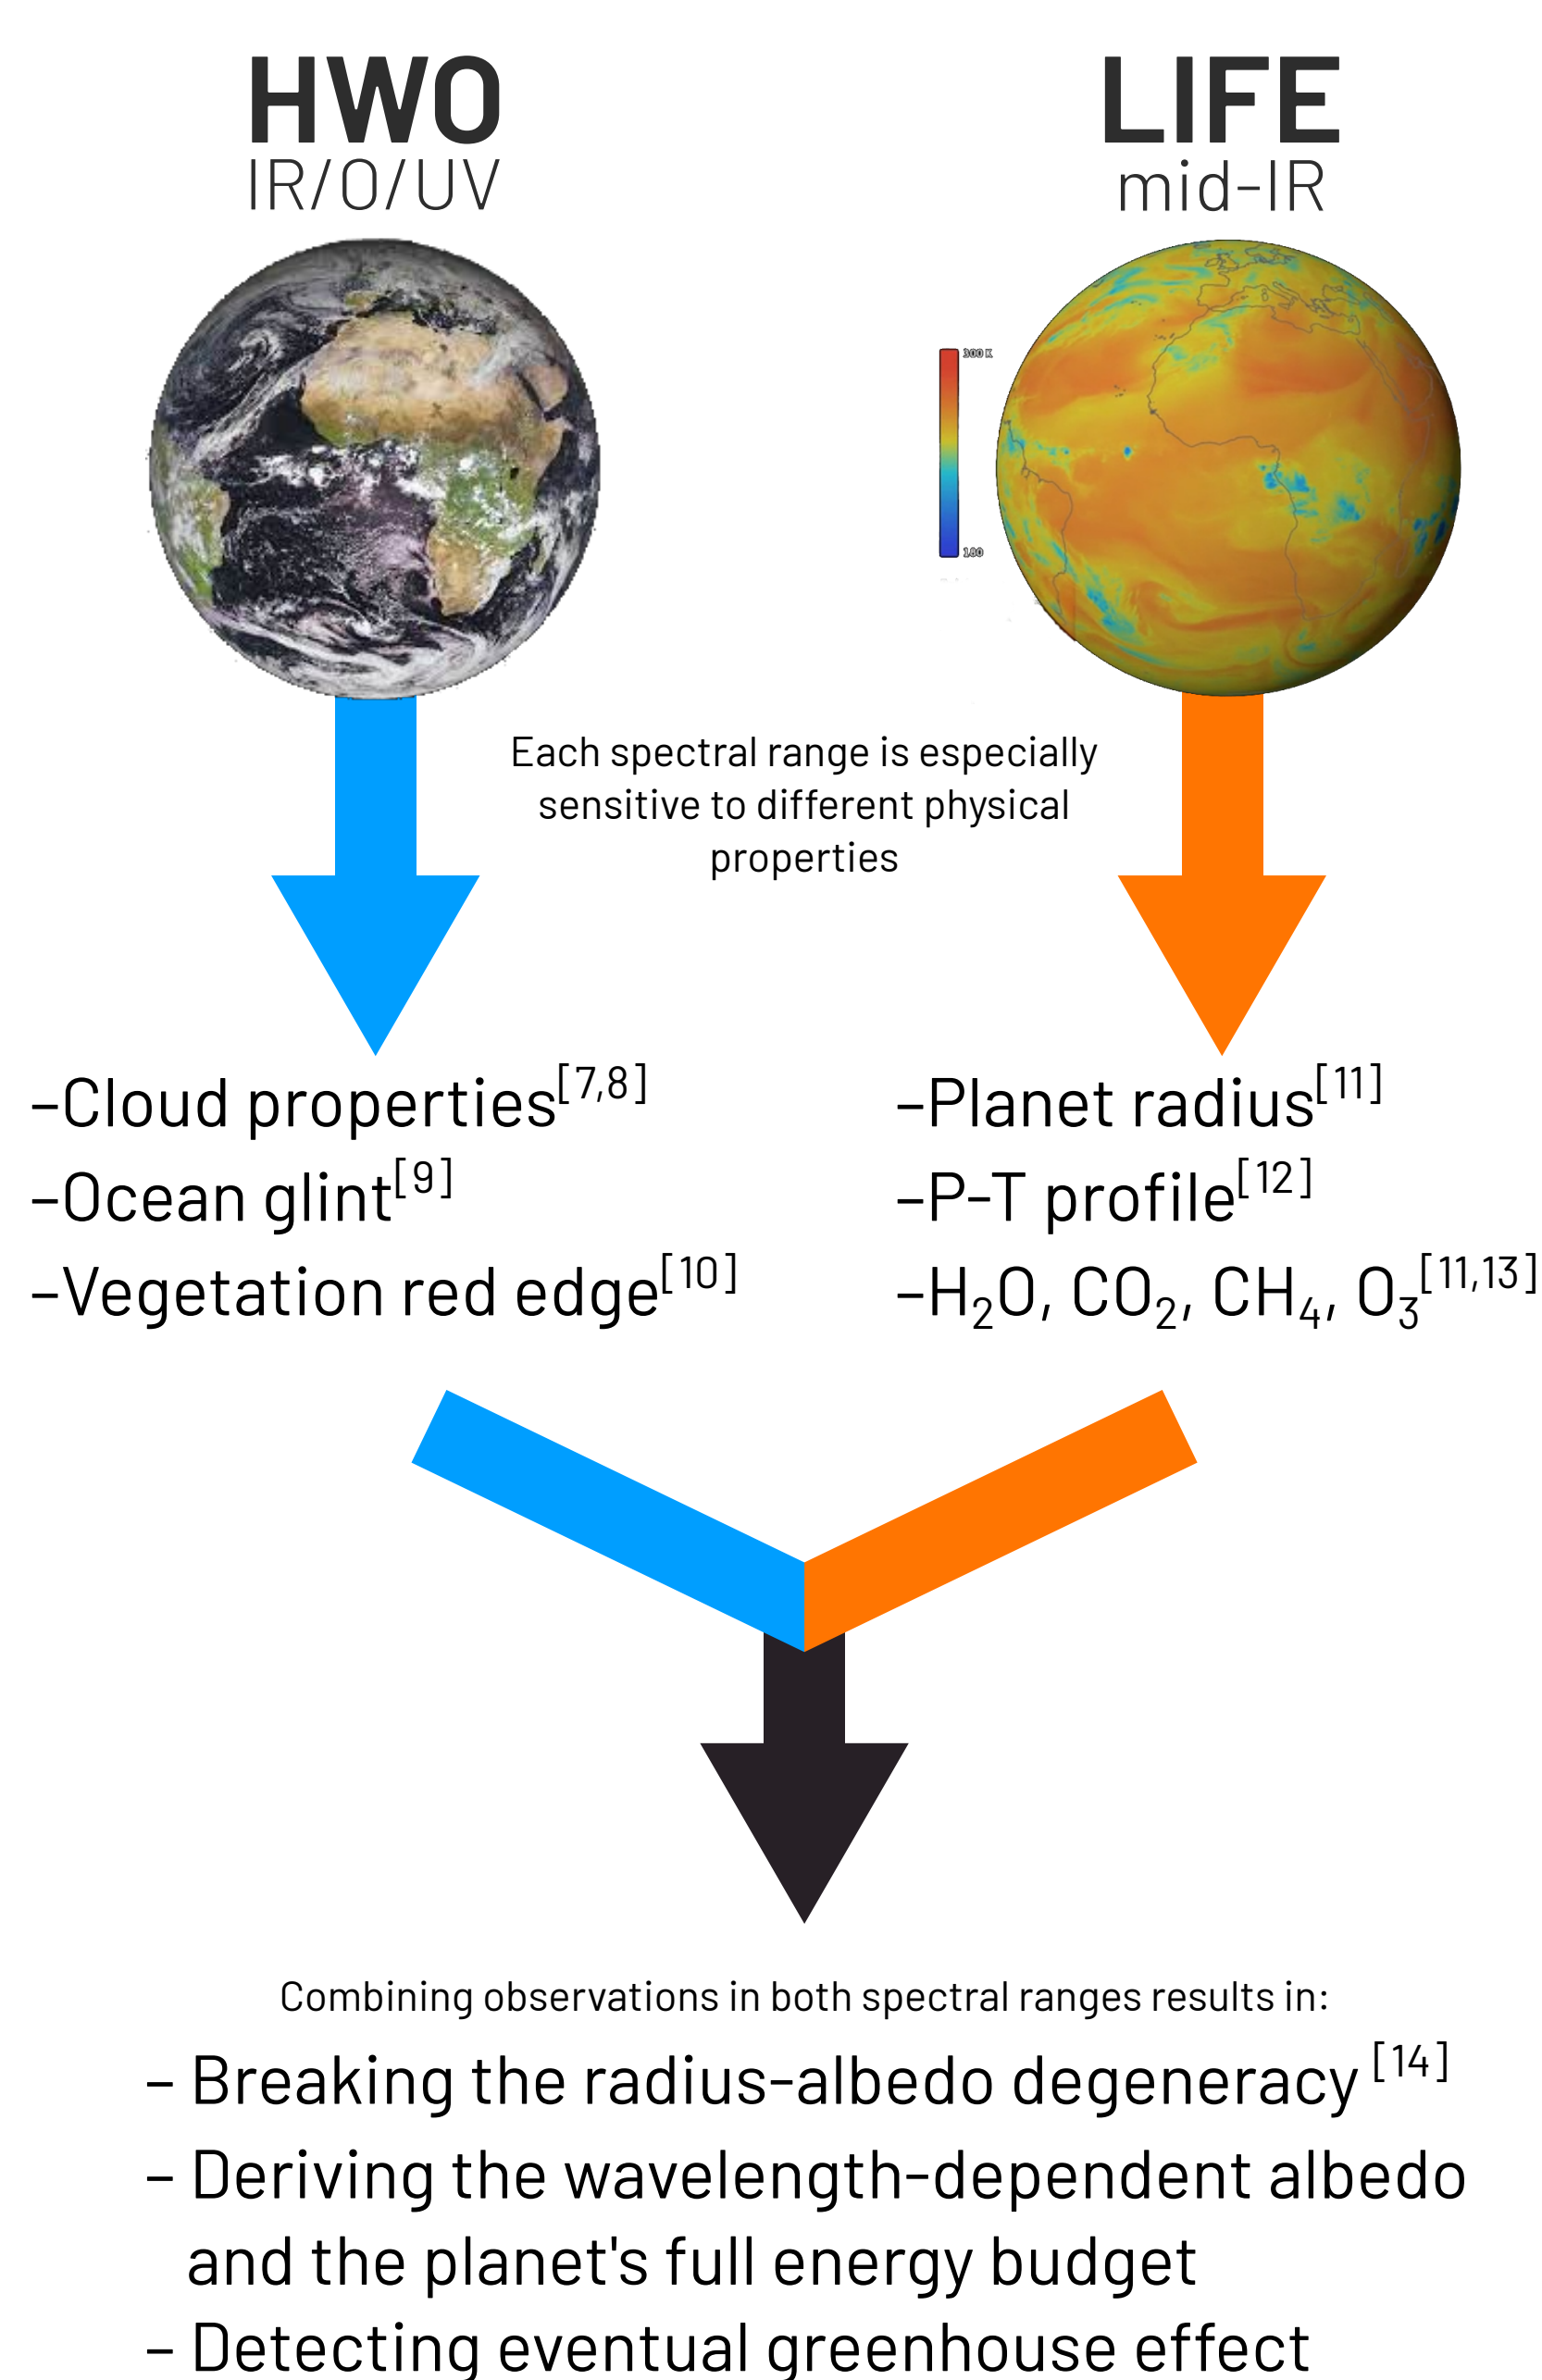 HWO
IR/O/UV
LIFE
mid-IR
300 K
180
Each spectral range is especially
sensitive to different physical
properties
–Cloud properties[7,8]
–Ocean glint[9]
–Vegetation red edge[10]
–Planet radius[11]
–P-T profile[12]
–H₂O, CO₂, CH₄, O₃[11,13]
Combining observations in both spectral ranges results in:
– Breaking the radius-albedo degeneracy [14]
– Deriving the wavelength-dependent albedo
and the planet's full energy budget
– Detecting eventual greenhouse effect